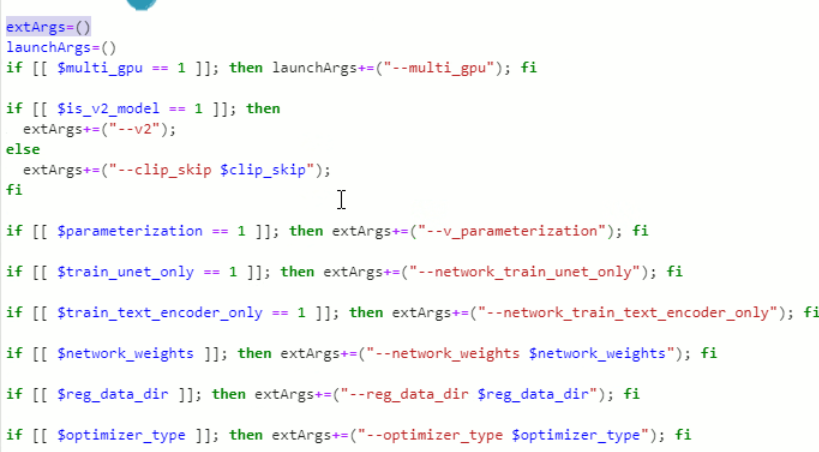 extArgs=()
launchArgs=()
if [[ $multi_gpu == 1 ]]; then launchArgs+=("--multi_gpu"); fi
if [[ $is_v2_model == 1 ]]; then
  extArgs+=("--v2");
else
  extArgs+=("--clip_skip $clip_skip");
fi
if [[ $parameterization == 1 ]]; then extArgs+=("--v_parameterization"); fi
if [[ $train_unet_only == 1 ]]; then extArgs+=("--network_train_unet_only"); fi
if [[ $train_text_encoder_only == 1 ]]; then extArgs+=("--network_train_text_encoder_only"); fi
if [[ $network_weights ]]; then extArgs+=("--network_weights $network_weights"); fi
if [[ $reg_data_dir ]]; then extArgs+=("--reg_data_dir $reg_data_dir"); fi
if [[ $optimizer_type ]]; then extArgs+=("--optimizer_type $optimizer_type"); fi